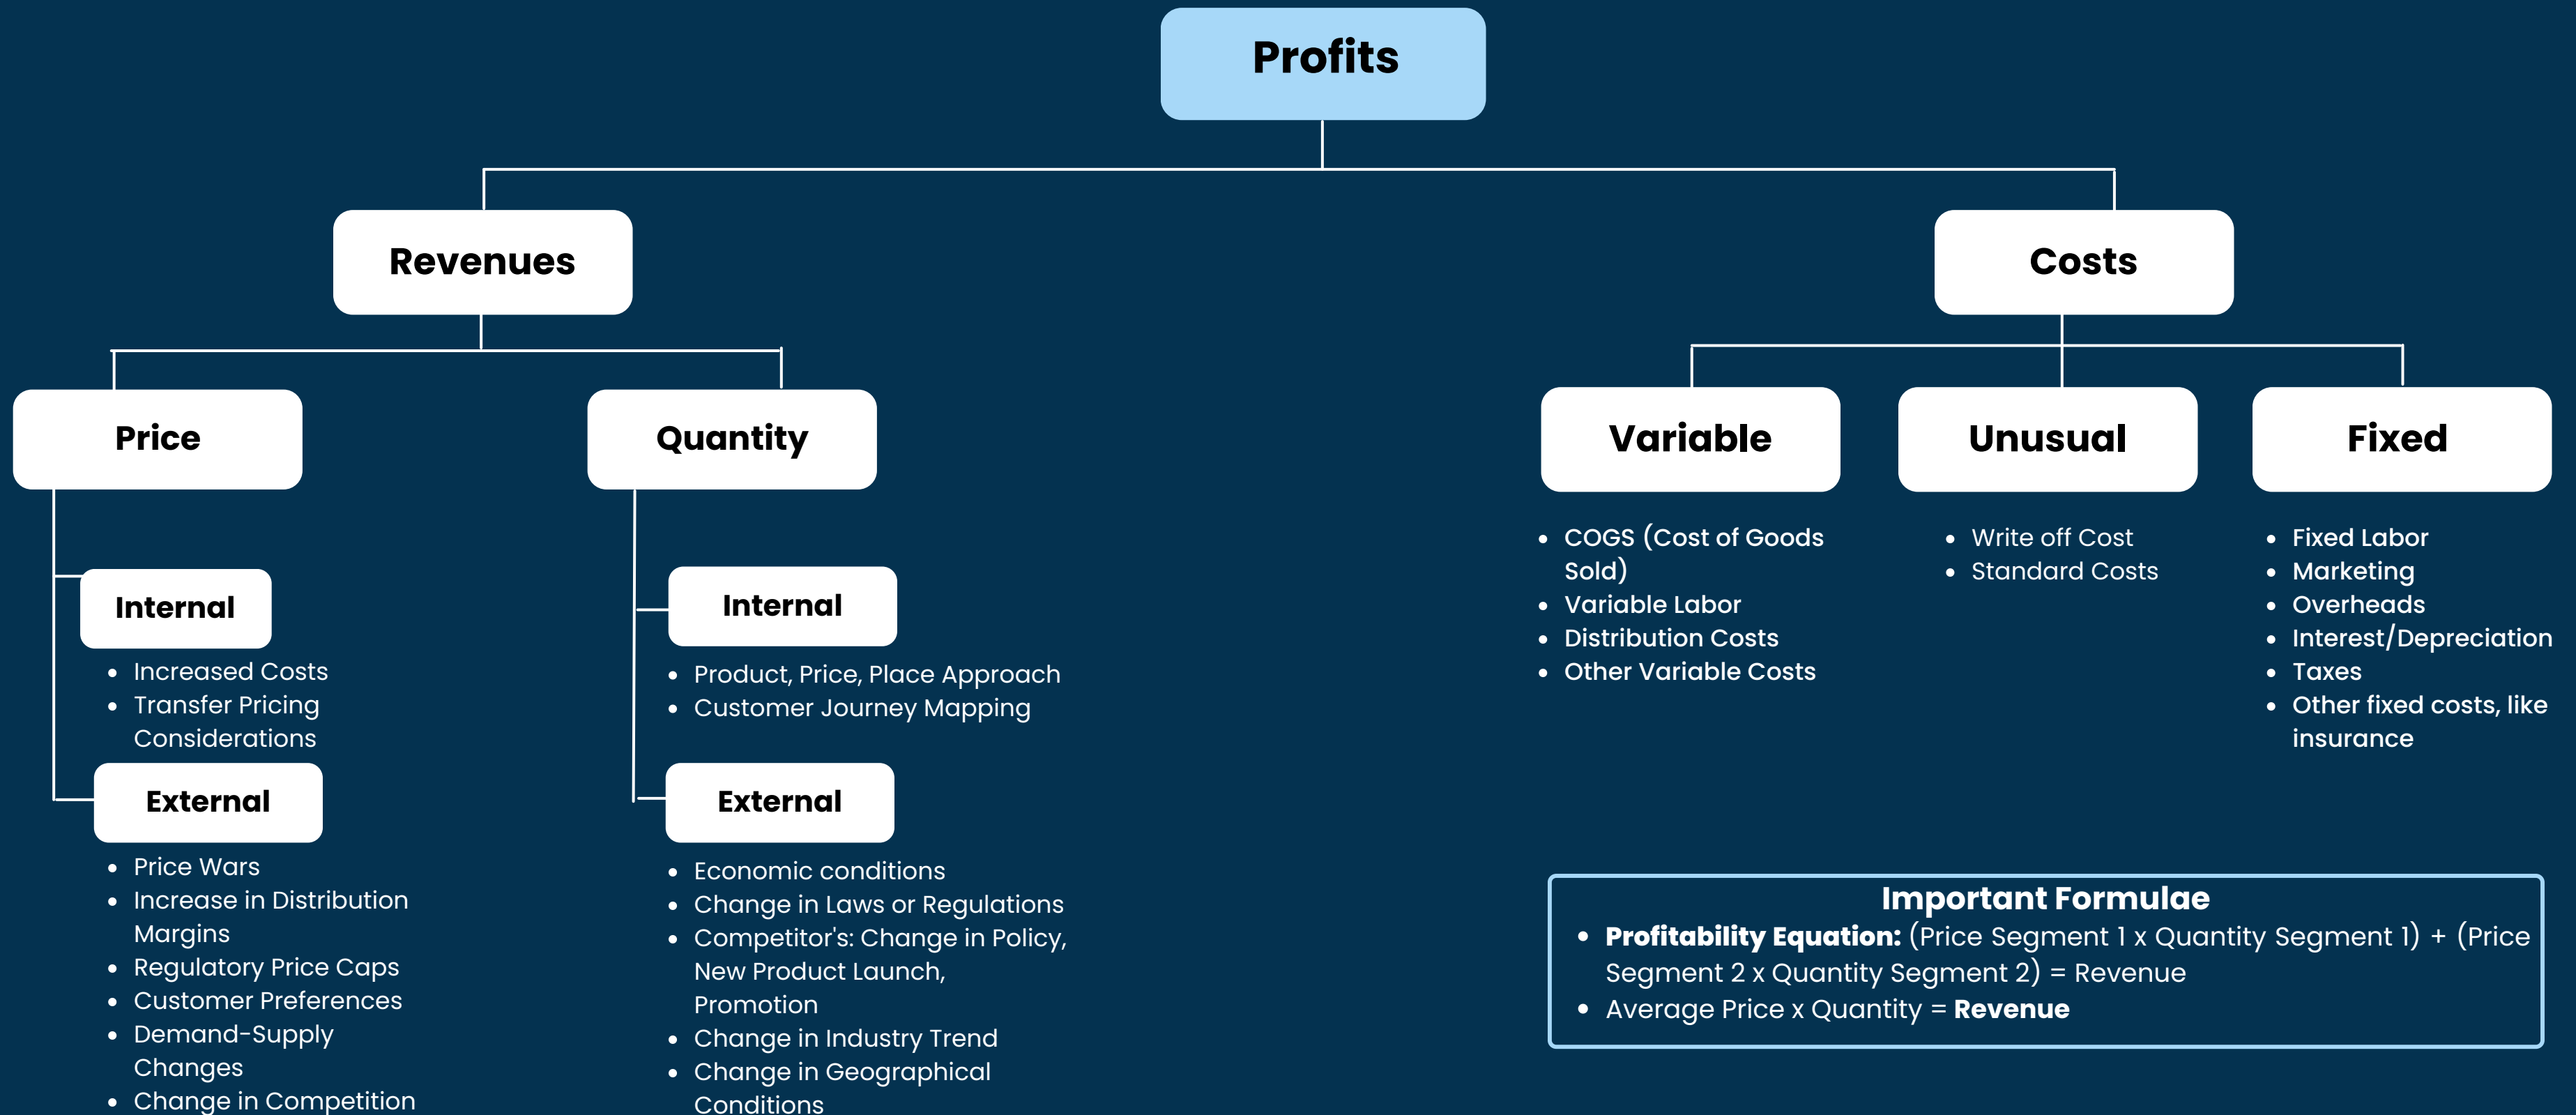 Profits
Revenues
Costs
Price
Quantity
Variable
Unusual
Fixed
Internal
• Increased Costs
• Transfer Pricing
Considerations
External
• Price Wars
• Increase in Distribution
Margins
• Regulatory Price Caps
• Customer Preferences
• Demand-Supply
Changes
• Change in Competition
Internal
• Product, Price, Place Approach
• Customer Journey Mapping
External
• Economic conditions
• Change in Laws or Regulations
• Competitor's: Change in Policy,
New Product Launch,
Promotion
• Change in Industry Trend
• Change in Geographical
Conditions
• COGS (Cost of Goods
Sold)
• Variable Labor
• Distribution Costs
• Other Variable Costs
• Write off Cost
• Standard Costs
• Fixed Labor
• Marketing
• Overheads
• Interest/Depreciation
• Taxes
• Other fixed costs, like
insurance
Important Formulae
• Profitability Equation: (Price Segment 1 x Quantity Segment 1) + (Price
Segment 2 x Quantity Segment 2) = Revenue
• Average Price x Quantity = Revenue